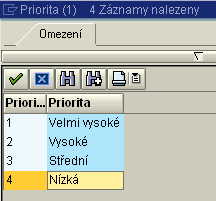 Priorita (1) 4 Záznamy nalezeny
Omezení
Priori... Priorita
1 Velmi vysoké
2 Vysoké
3 Střední
4 Nízká